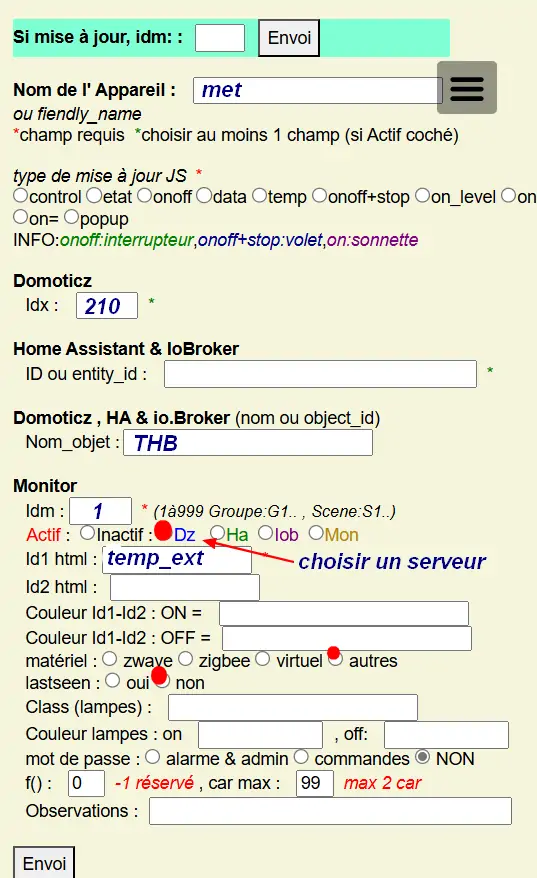 Si mise à jour, idm: : Envoi
Nom de l' Appareil : met
ou fiendly_name
*champ requis *choisir au moins 1 champ (si Actif coché)
type de mise à jour JS *
control etat onoff data temp onoff+stop on_level on
on= popup
INFO:onoff:interrupteur,onoff+stop:volet,on:sonnette
Domoticz
Idx : 210 *
Home Assistant & IoBroker
ID ou entity_id : *
Domoticz , HA & io.Broker (nom ou object_id)
Nom_objet : THB
Monitor
Idm : 1 * (1à999 Groupe:G1.. , Scene:S1..)
Actif : Inactif : Dz Ha Iob Mon
Id1 html : temp_ext * choisir un serveur
Id2 html :
Couleur Id1-Id2 : ON =
Couleur Id1-Id2 : OFF =
matériel : zwave zigbee virtuel autres
lastseen : oui non
Class (lampes) :
Couleur lampes : on , off:
mot de passe : alarme & admin commandes NON
f() : 0 -1 réservé , car max : 99 max 2 car
Observations :
Envoi